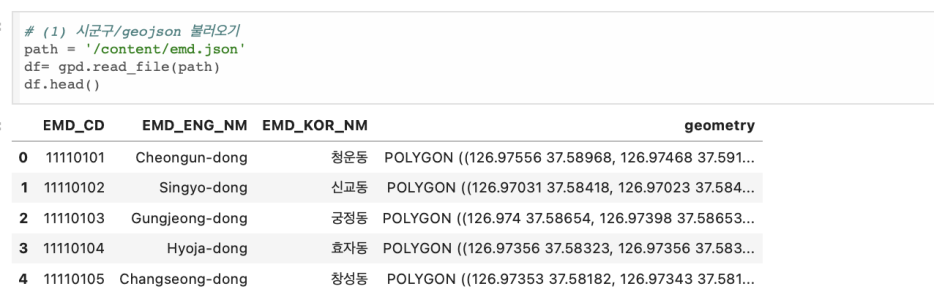 # (1) 시군구/geojson 불러오기
path = '/content/emd.json'
df= gpd.read_file(path)
df.head()
EMD_CD EMD_ENG_NM EMD_KOR_NM geometry
0 11110101 Cheongun-dong 청운동 POLYGON ((126.97556 37.58968, 126.97468 37.591...
1 11110102 Singyo-dong 신교동 POLYGON ((126.97031 37.58418, 126.97023 37.584...
2 11110103 Gungjeong-dong 궁정동 POLYGON ((126.974 37.58654, 126.97398 37.58653...
3 11110104 Hyoja-dong 효자동 POLYGON ((126.97356 37.58323, 126.97356 37.583...
4 11110105 Changseong-dong 창성동 POLYGON ((126.97353 37.58182, 126.97343 37.581...